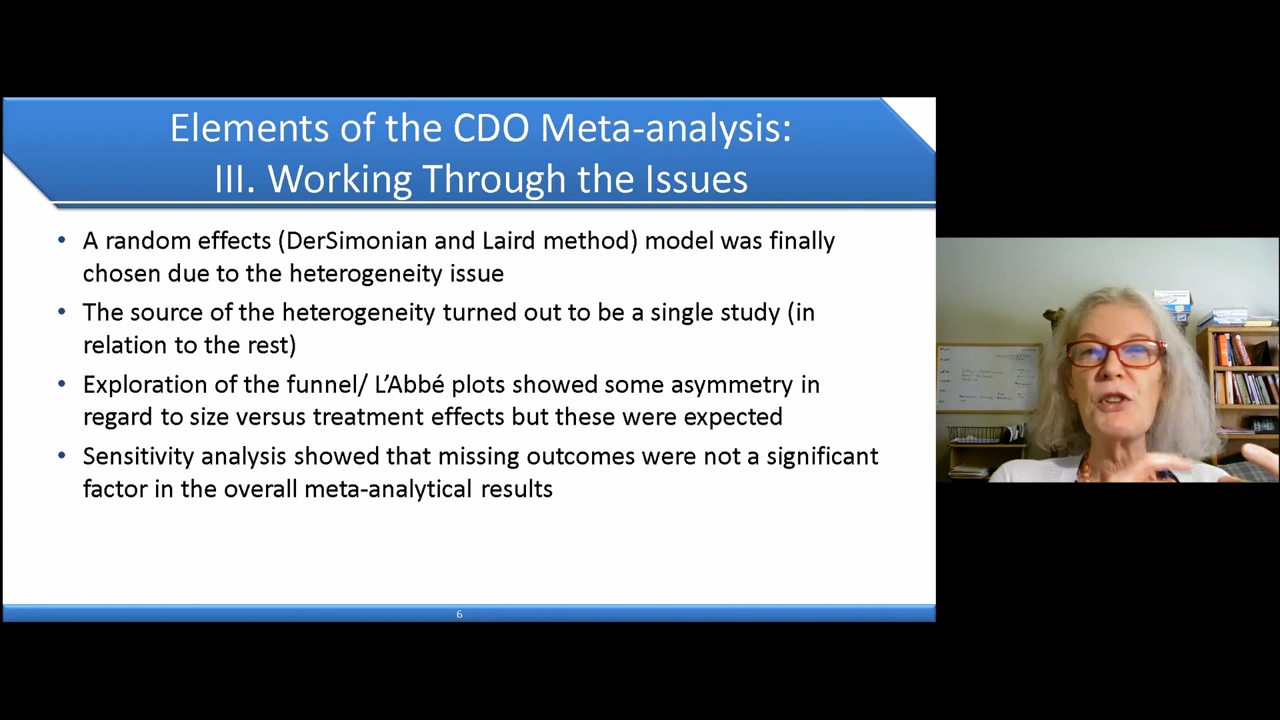 Elements of the CDO Meta-analysis:
III. Working Through the Issues
• A random effects (DerSimonian and Laird method) model was finally
chosen due to the heterogeneity issue
• The source of the heterogeneity turned out to be a single study (in
relation to the rest)
• Exploration of the funnel/ L’Abbé plots showed some asymmetry in
regard to size versus treatment effects but these were expected
• Sensitivity analysis showed that missing outcomes were not a significant
factor in the overall meta-analytical results
6